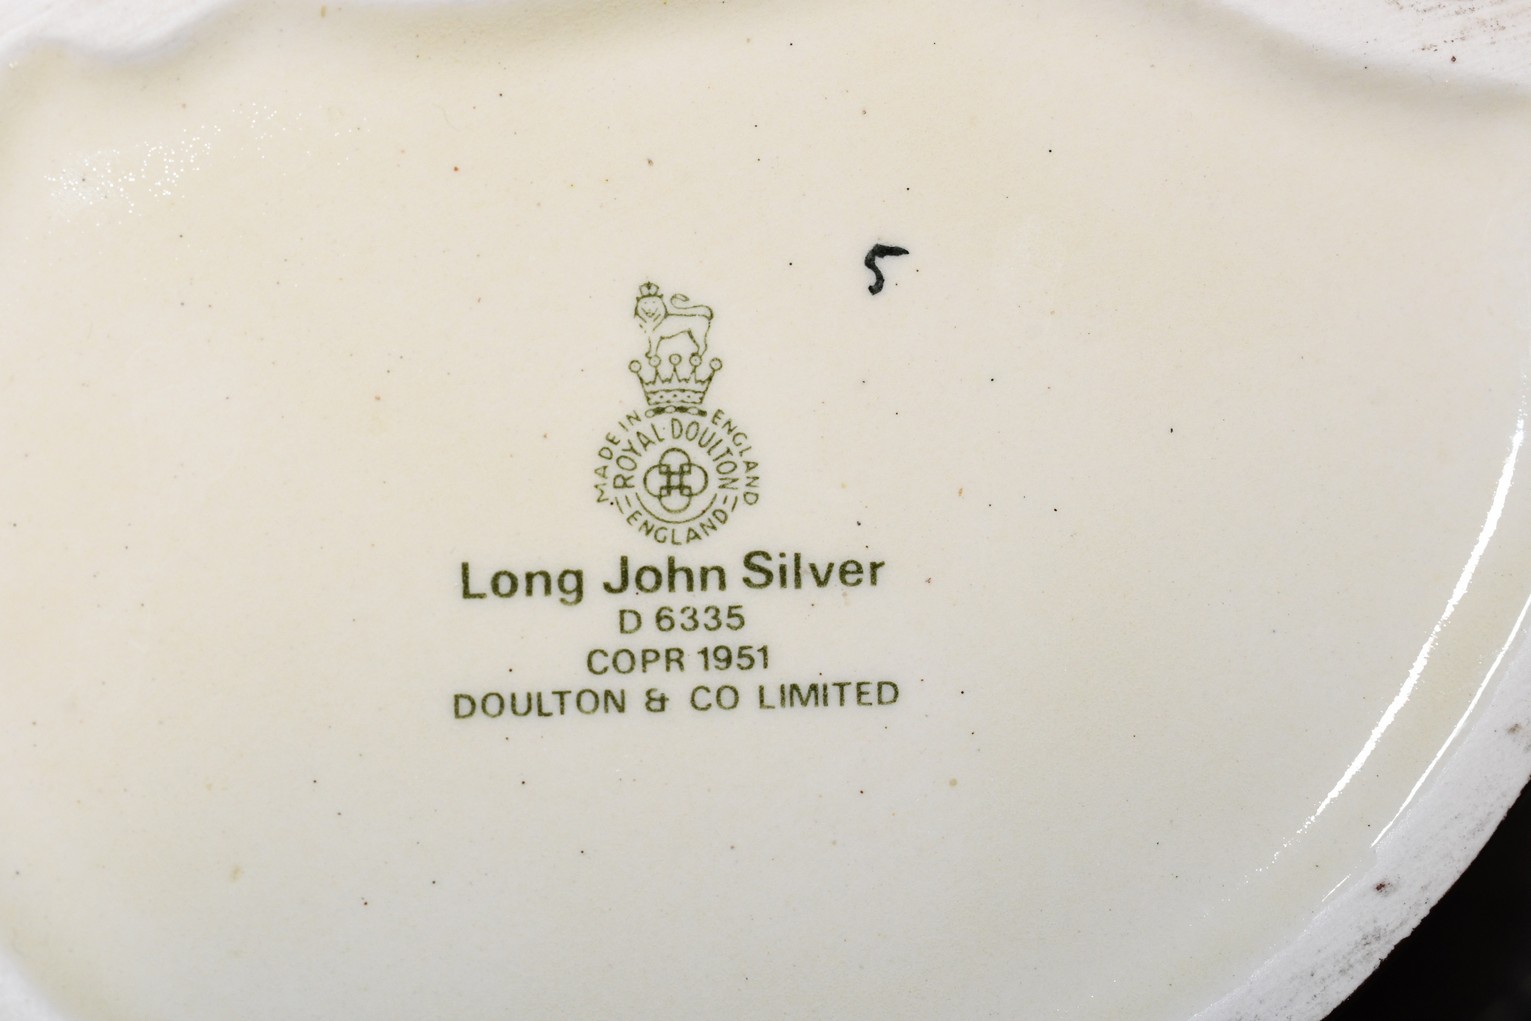 5
MADE IN ENGLAND
ROYAL DOULTON
ENGLAND
Long John Silver
D 6335
COPR 1951
DOULTON & CO LIMITED